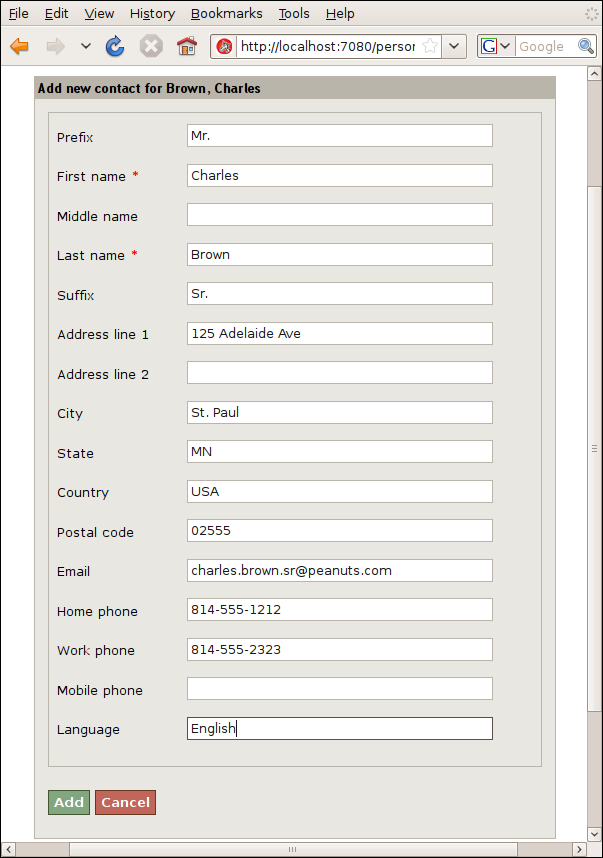 File Edit View History Bookmarks Tools Help
http://localhost:7080/person
G Google
Add new contact for Brown, Charles
Prefix Mr.
First name * Charles
Middle name
Last name * Brown
Suffix Sr.
Address line 1 125 Adelaide Ave
Address line 2
City St. Paul
State MN
Country USA
Postal code 02555
Email charles.brown.sr@peanuts.com
Home phone 814-555-1212
Work phone 814-555-2323
Mobile phone
Language English
Add Cancel